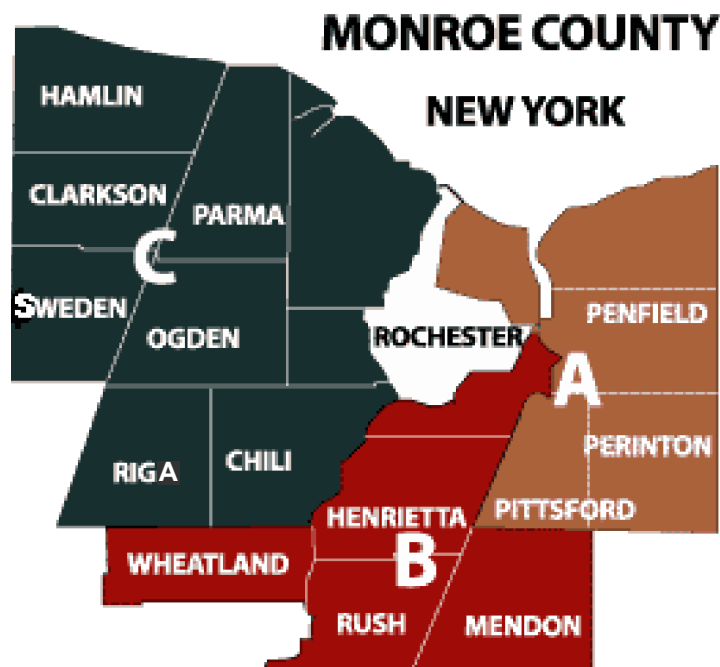 MONROE COUNTY
NEW YORK
HAMLIN
CLARKSON
PARMA
C
SWEDEN
OGDEN
ROCHESTER
PENFIELD
A
RIGA
CHILI
PERINTON
HENRIETTA
PITTSFORD
WHEATLAND
B
RUSH
MENDON